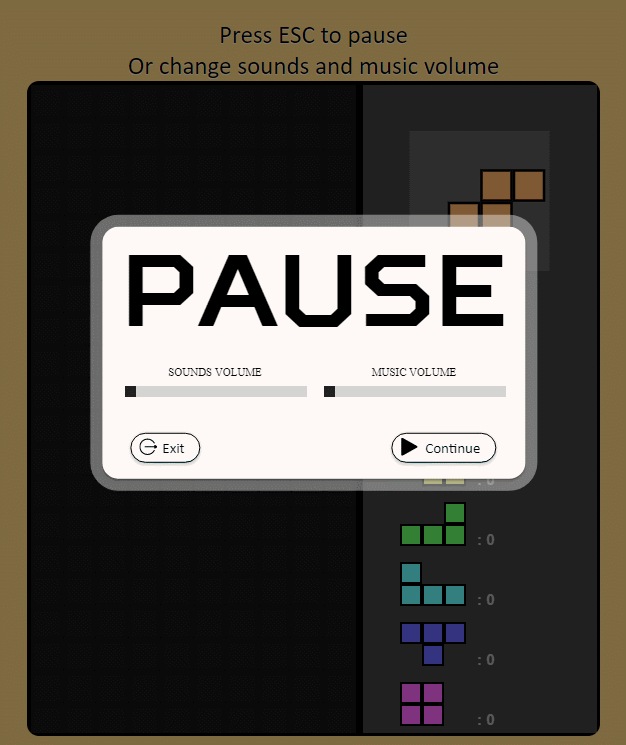 Press ESC to pause
Or change sounds and music volume
PAUSE
SOUNDS VOLUME
MUSIC VOLUME
Exit
Continue
: 0
: 0
: 0
: 0
: 0